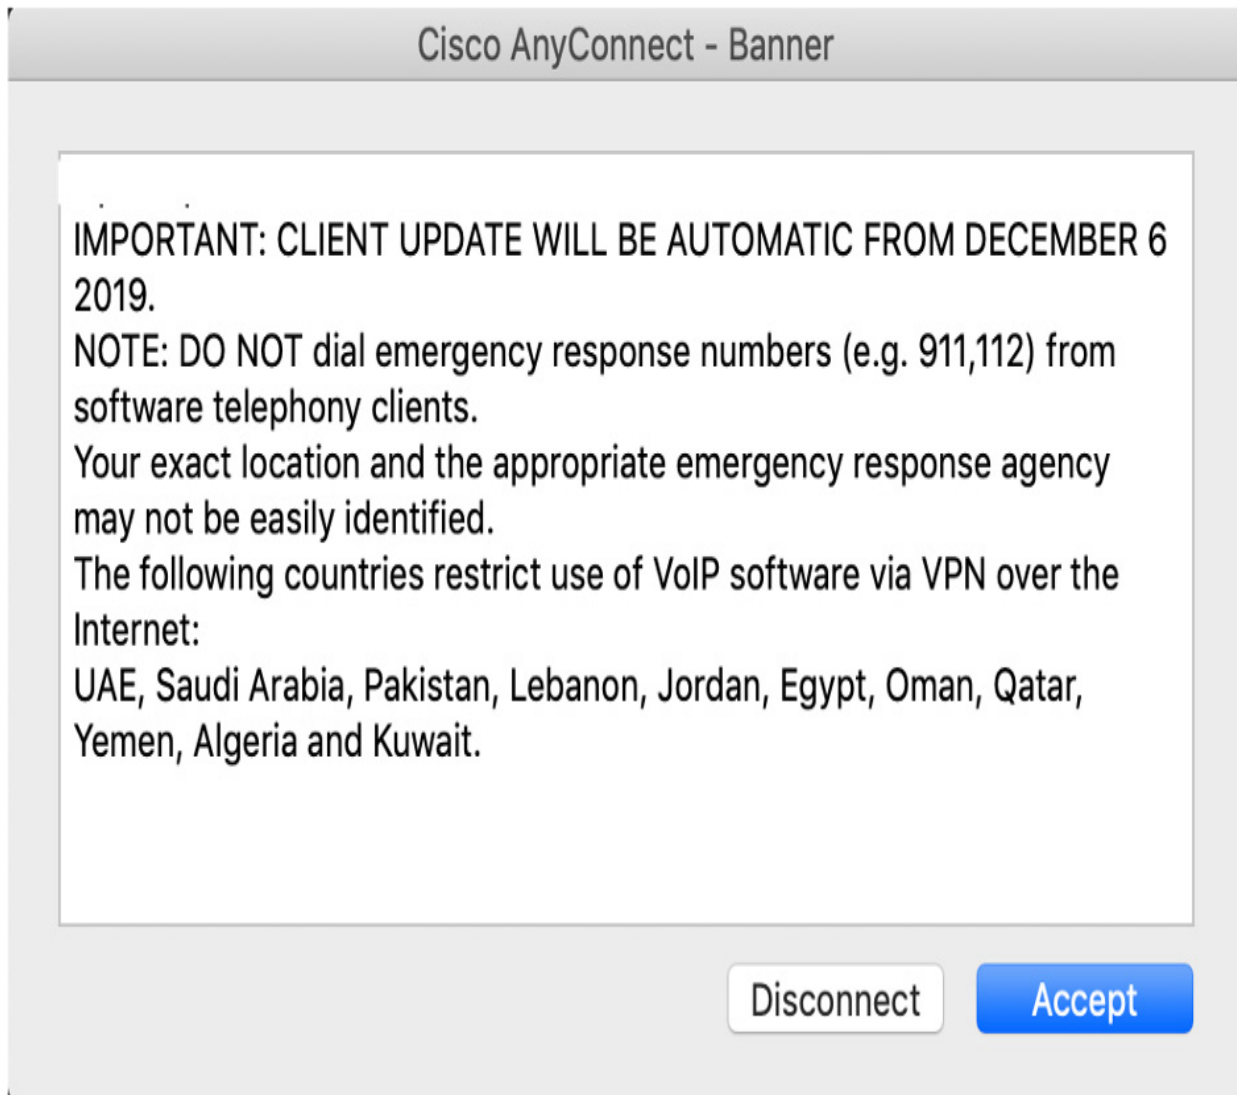 Cisco AnyConnect - Banner
IMPORTANT: CLIENT UPDATE WILL BE AUTOMATIC FROM DECEMBER 6
2019.
NOTE: DO NOT dial emergency response numbers (e.g. 911,112) from
software telephony clients.
Your exact location and the appropriate emergency response agency
may not be easily identified.
The following countries restrict use of VoIP software via VPN over the
Internet:
UAE, Saudi Arabia, Pakistan, Lebanon, Jordan, Egypt, Oman, Qatar,
Yemen, Algeria and Kuwait.
Disconnect Accept